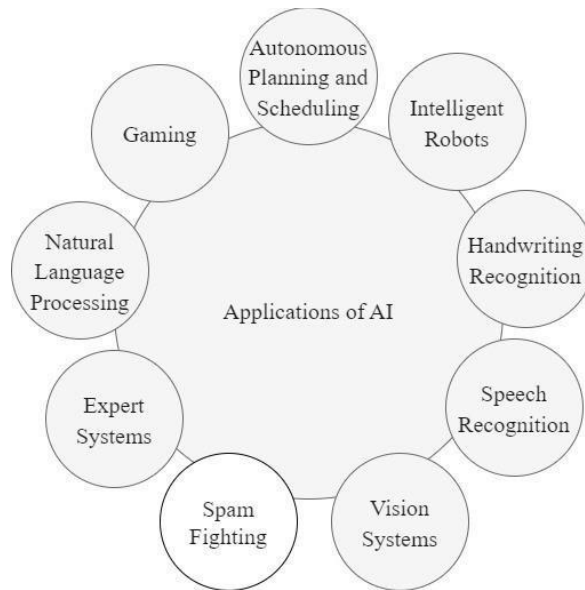 Autonomous
Planning and
Scheduling
Intelligent
Robots
Handwriting
Recognition
Speech
Recognition
Vision
Systems
Spam
Fighting
Expert
Systems
Natural
Language
Processing
Gaming
Applications of AI